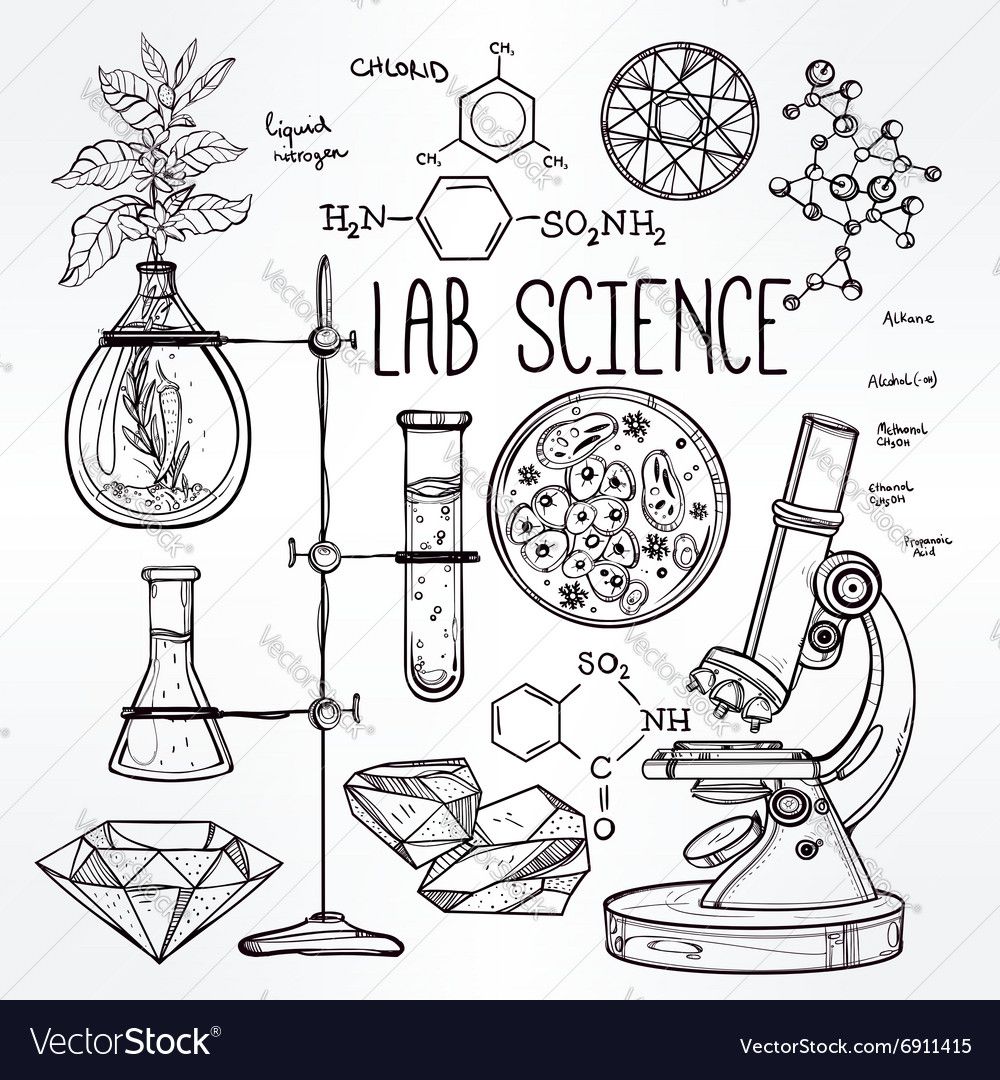 CHLORID
CH3
CH3
CH3
liquid
nitrogen
H2N
SO2NH2
LAB SCIENCE
Alkane
Alcohol (-OH)
Methanol
CH3OH
Ethanol
C2H5OH
Propanoic
Acid
SO2
NH
C
O
VectorStock®
VectorStock.com/6911415